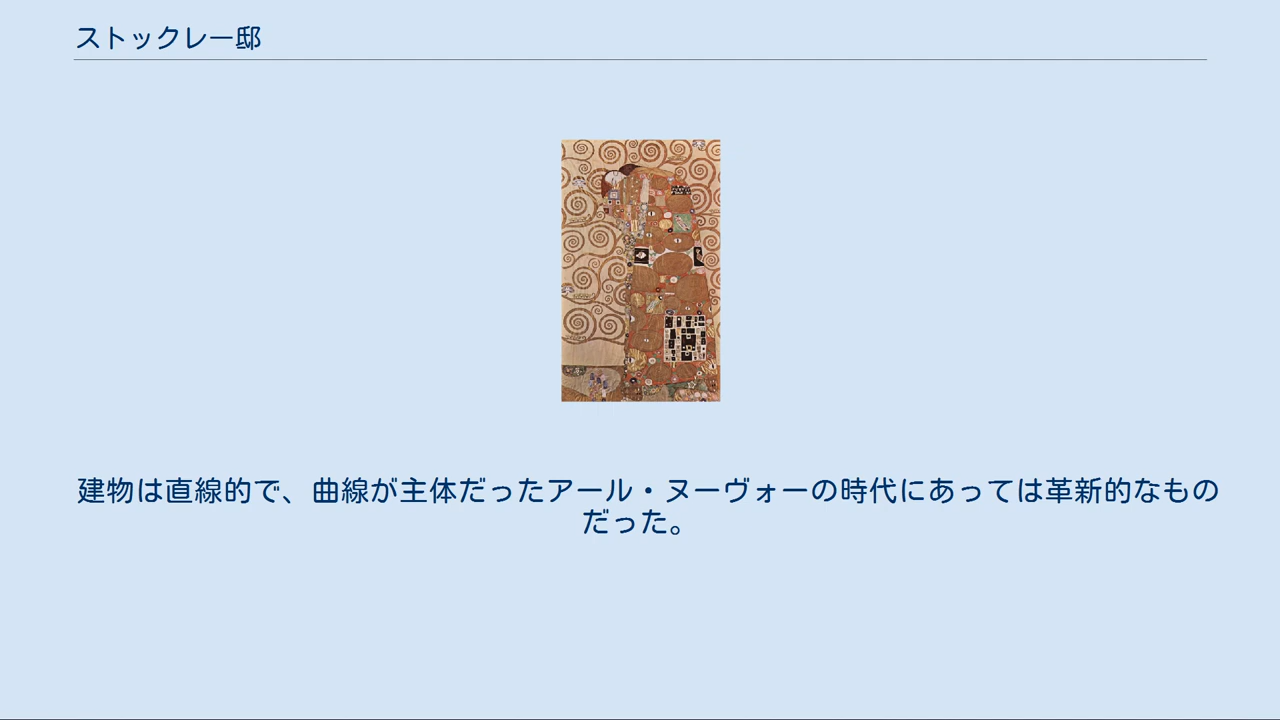 ストックレー邸
建物は直線的で、曲線が主体だったアール・ヌーヴォーの時代にあっては革新的なもの
だった。